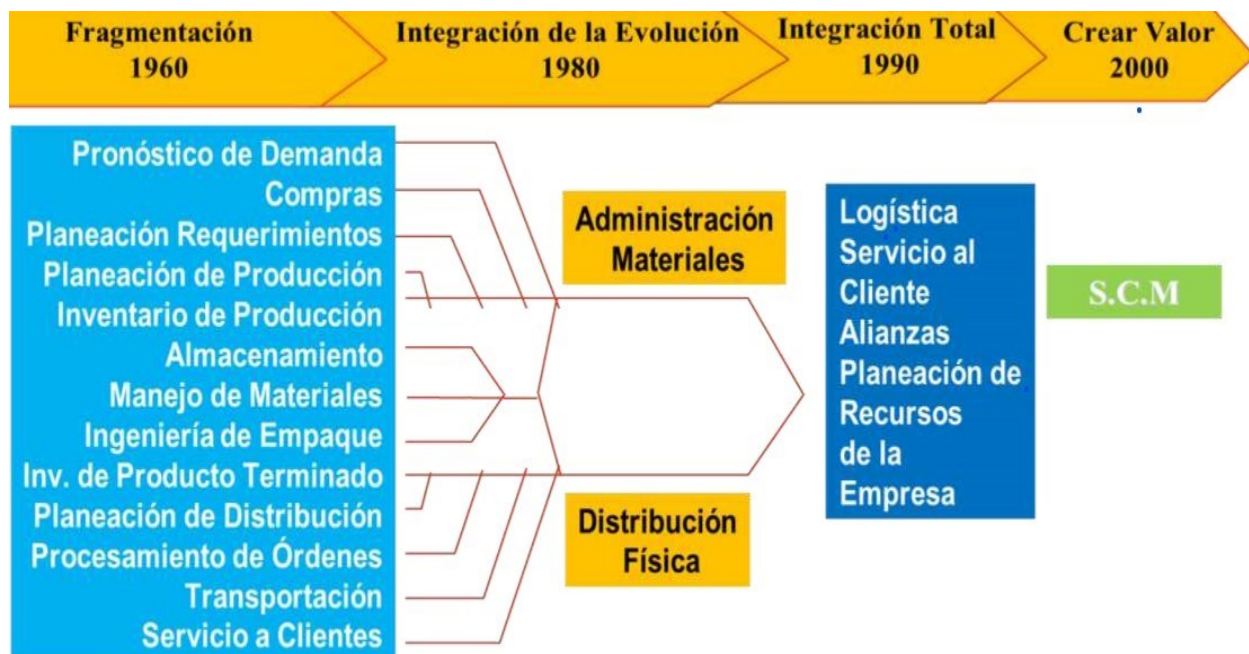 Fragmentación
1960
Integración de la Evolución
1980
Integración Total
1990
Crear Valor
2000
Pronóstico de Demanda
Compras
Planeación Requerimientos
Planeación de Producción
Inventario de Producción
Almacenamiento
Manejo de Materiales
Ingeniería de Empaque
Inv. de Producto Terminado
Planeación de Distribución
Procesamiento de Órdenes
Transportación
Servicio a Clientes
Administración
Materiales
Distribución
Física
Logística
Servicio al
Cliente
Alianzas
Planeación de
Recursos
de la
Empresa
S.C.M